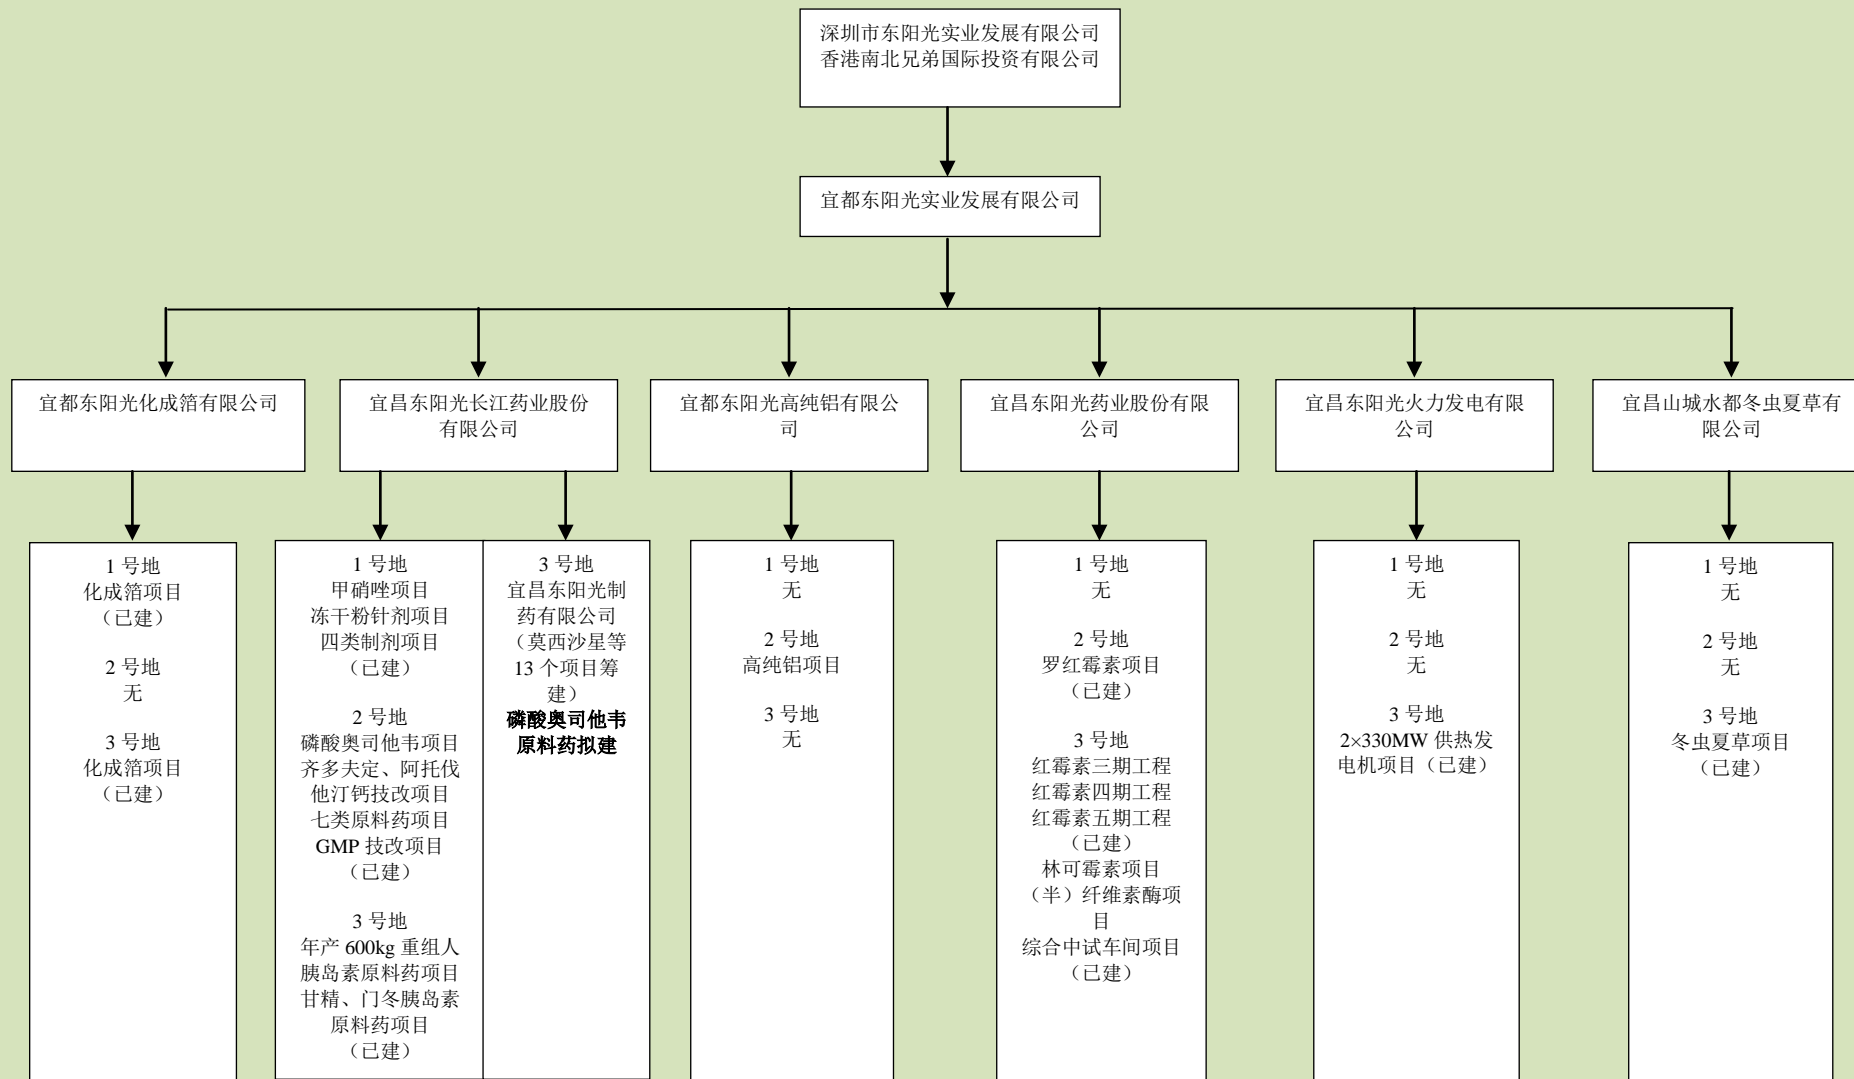 深圳市东阳光实业发展有限公司
香港南北兄弟国际投资有限公司
宜都东阳光实业发展有限公司
宜都东阳光化成箔有限公司
宜昌东阳光长江药业股份
有限公司
宜都东阳光高纯铝有限公
司
宜昌东阳光药业股份有限
公司
宜昌东阳光火力发电有限
公司
宜昌山城水都冬虫夏草有
限公司
1 号地
化成箔项目
（已建）
2 号地
无
3 号地
化成箔项目
（已建）
1 号地
甲硝唑项目
冻干粉针剂项目
四类制剂项目
（已建）
2 号地
磷酸奥司他韦项目
齐多夫定、阿托伐
他汀钙技改项目
七类原料药项目
GMP 技改项目
（已建）
3 号地
年产 600kg 重组人
胰岛素原料药项目
甘精、门冬胰岛素
原料药项目
（已建）
3 号地
宜昌东阳光制
药有限公司
（莫西沙星等
13 个项目筹
建）
磷酸奥司他韦
原料药拟建
1 号地
无
2 号地
高纯铝项目
3 号地
无
1 号地
无
2 号地
罗红霉素项目
（已建）
3 号地
红霉素三期工程
红霉素四期工程
红霉素五期工程
（已建）
林可霉素项目
（半）纤维素酶项
目
综合中试车间项目
（已建）
1 号地
无
2 号地
无
3 号地
2×330MW 供热发
电机项目（已建）
1 号地
无
2 号地
无
3 号地
冬虫夏草项目
（已建）